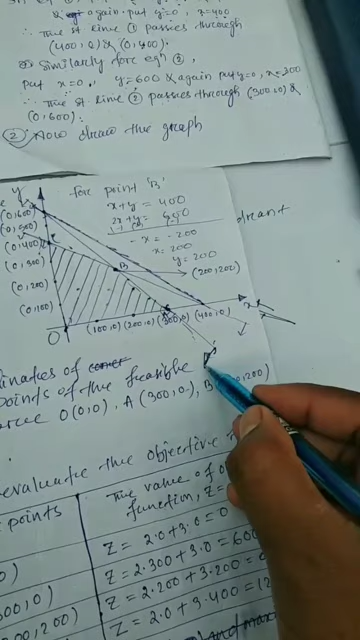 & again put y=0, x=400
∴ The st line ① passes through
(400,0) & (0,400).
Similarly for eqn ②,
put x=0, y=600 & again put y=0, x=300
∴ The st line ② passes through (300,0) &
(0,600).
② Now draw the graph
Y
for point 'B'
x+y = 400
2x+y = 600
-x = -200
x=200
y=200
drant
(0,600)
(0,500)
(0,400)
(0,300)
(0,200)
(0,100)
B
(200,200)
O
(100,0) (200,0) (300,0) (400,0)
X
points of the feasible
O(0,0), A(300,0), B
200)
evaluate the objective
points
The value of
function, Z =
Z = 2.0+3.0 = 0
Z = 2.300+3.0 = 600
Z = 2.200+3.200 =
Z = 2.0+3.400 = 12